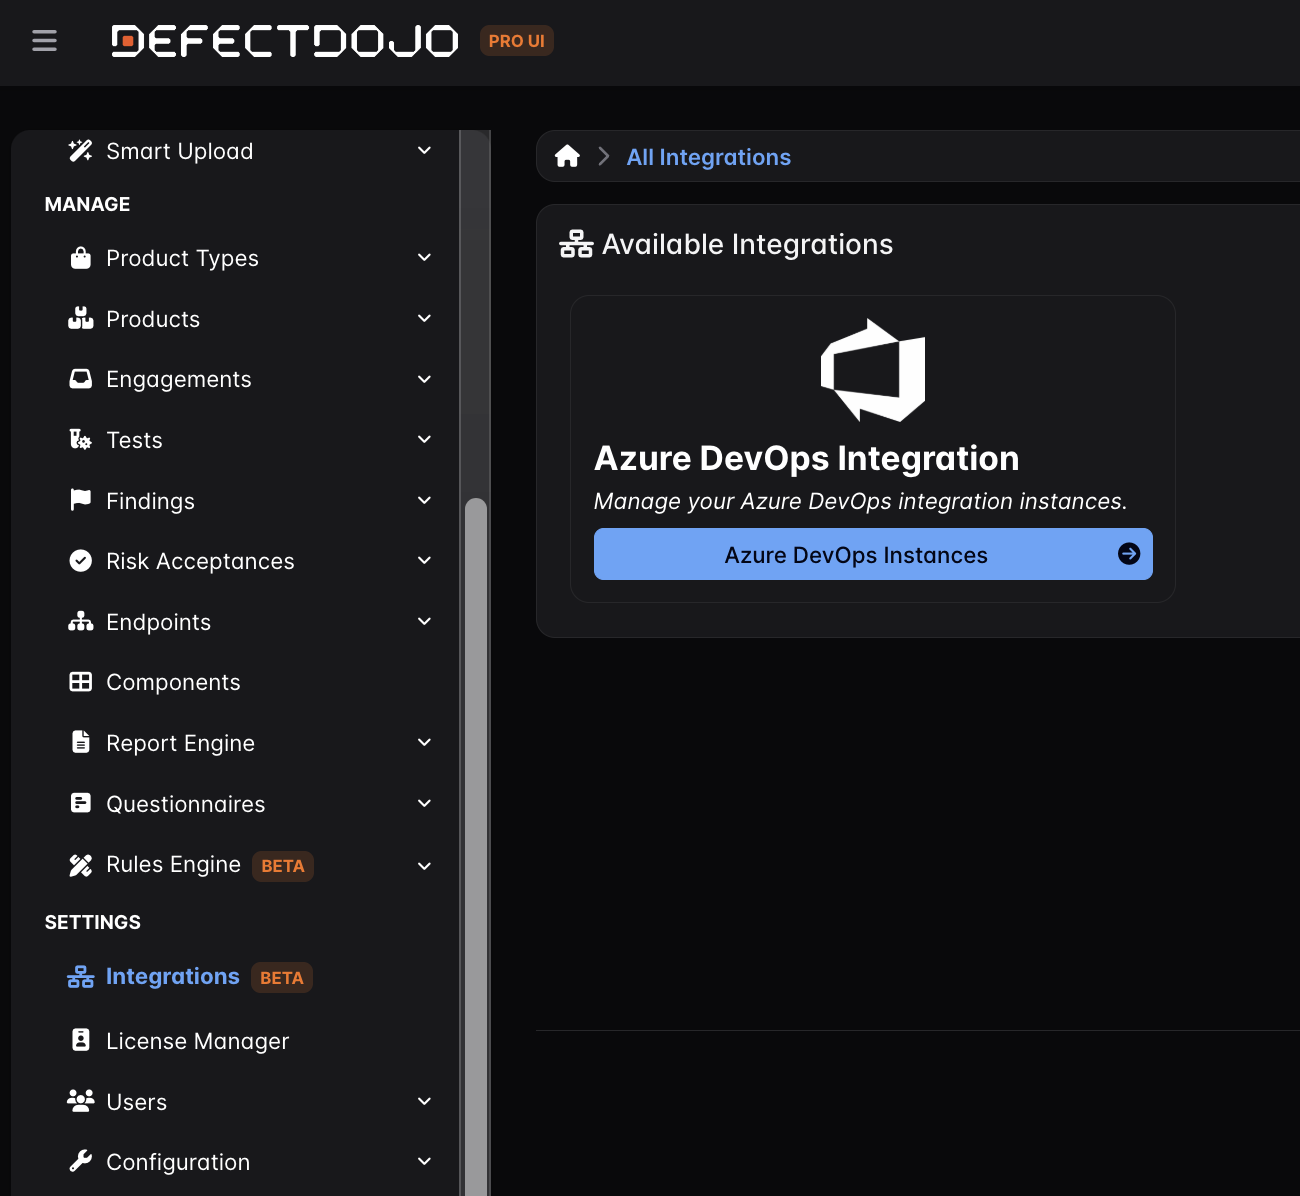 DEFECTDOJO PRO UI
Smart Upload
MANAGE
Product Types
Products
Engagements
Tests
Findings
Risk Acceptances
Endpoints
Components
Report Engine
Questionnaires
Rules Engine BETA
SETTINGS
Integrations BETA
License Manager
Users
Configuration
All Integrations
Available Integrations
Azure DevOps Integration
Manage your Azure DevOps integration instances.
Azure DevOps Instances